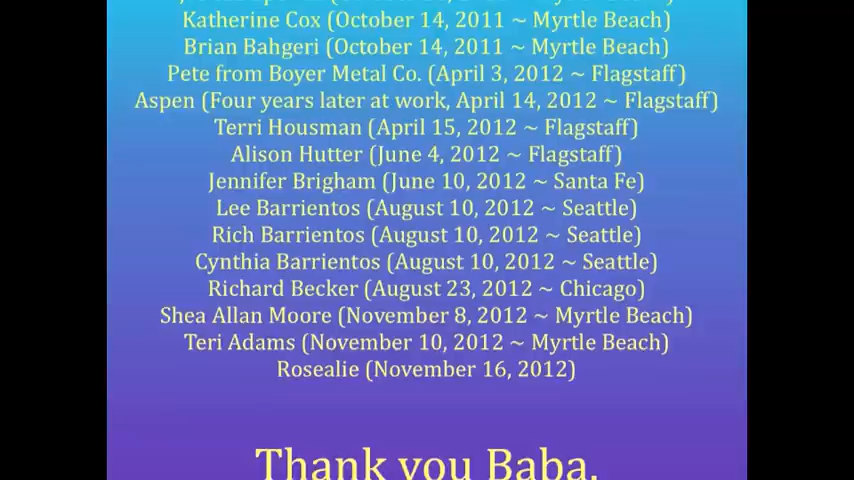 Katherine Cox (October 14, 2011 ~ Myrtle Beach)
Brian Bahgeri (October 14, 2011 ~ Myrtle Beach)
Pete from Boyer Metal Co. (April 3, 2012 ~ Flagstaff)
Aspen (Four years later at work, April 14, 2012 ~ Flagstaff)
Terri Housman (April 15, 2012 ~ Flagstaff)
Alison Hutter (June 4, 2012 ~ Flagstaff)
Jennifer Brigham (June 10, 2012 ~ Santa Fe)
Lee Barrientos (August 10, 2012 ~ Seattle)
Rich Barrientos (August 10, 2012 ~ Seattle)
Cynthia Barrientos (August 10, 2012 ~ Seattle)
Richard Becker (August 23, 2012 ~ Chicago)
Shea Allan Moore (November 8, 2012 ~ Myrtle Beach)
Teri Adams (November 10, 2012 ~ Myrtle Beach)
Rosealie (November 16, 2012)
Thank you Baba.